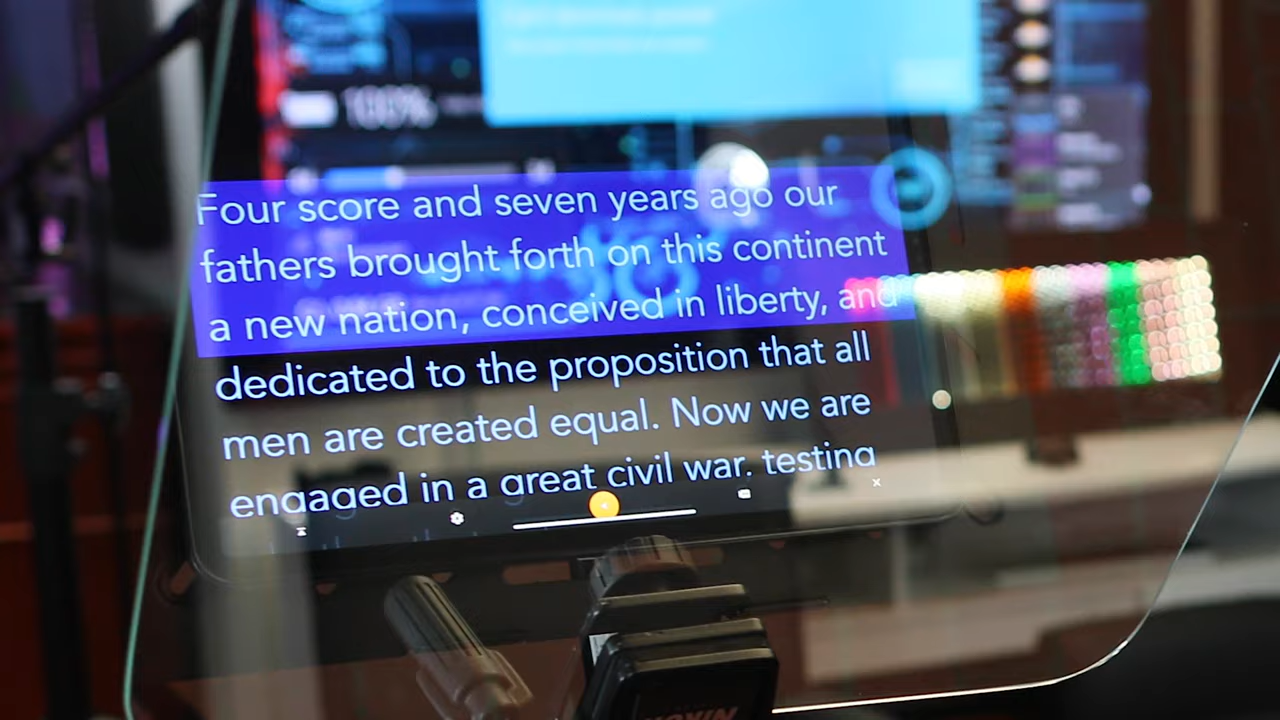 100%
Four score and seven years ago our
fathers brought forth on this continent
a new nation, conceived in liberty, and
dedicated to the proposition that all
men are created equal. Now we are
engaged in a great civil war. testing